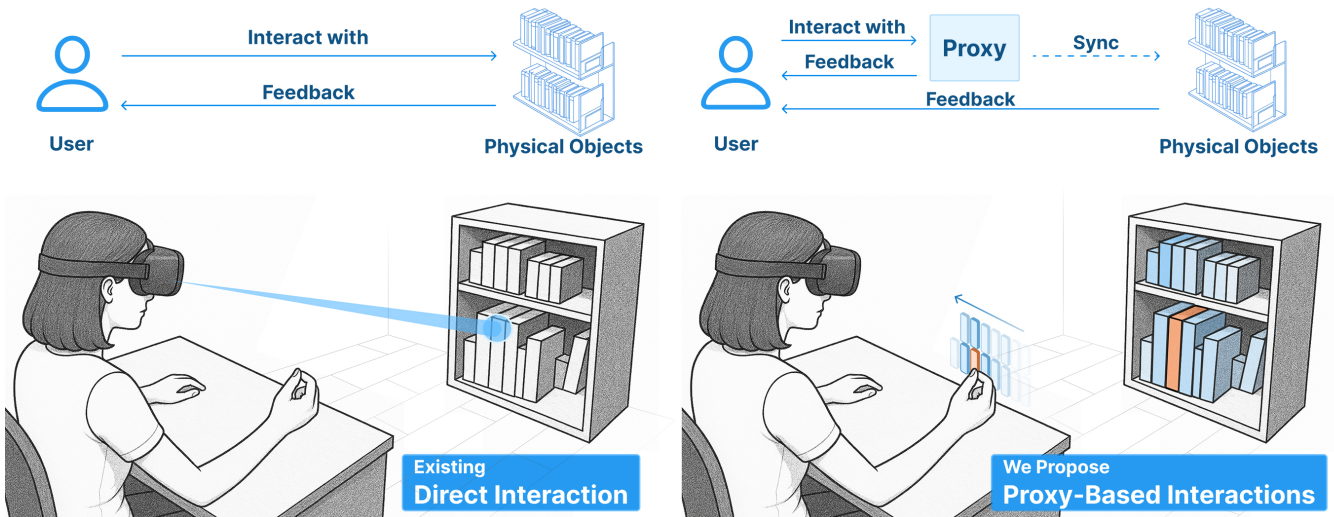 Interact with
Feedback
User
Physical Objects
Existing
Direct Interaction
Interact with
Proxy
Sync
Feedback
Feedback
User
Physical Objects
We Propose
Proxy-Based Interactions